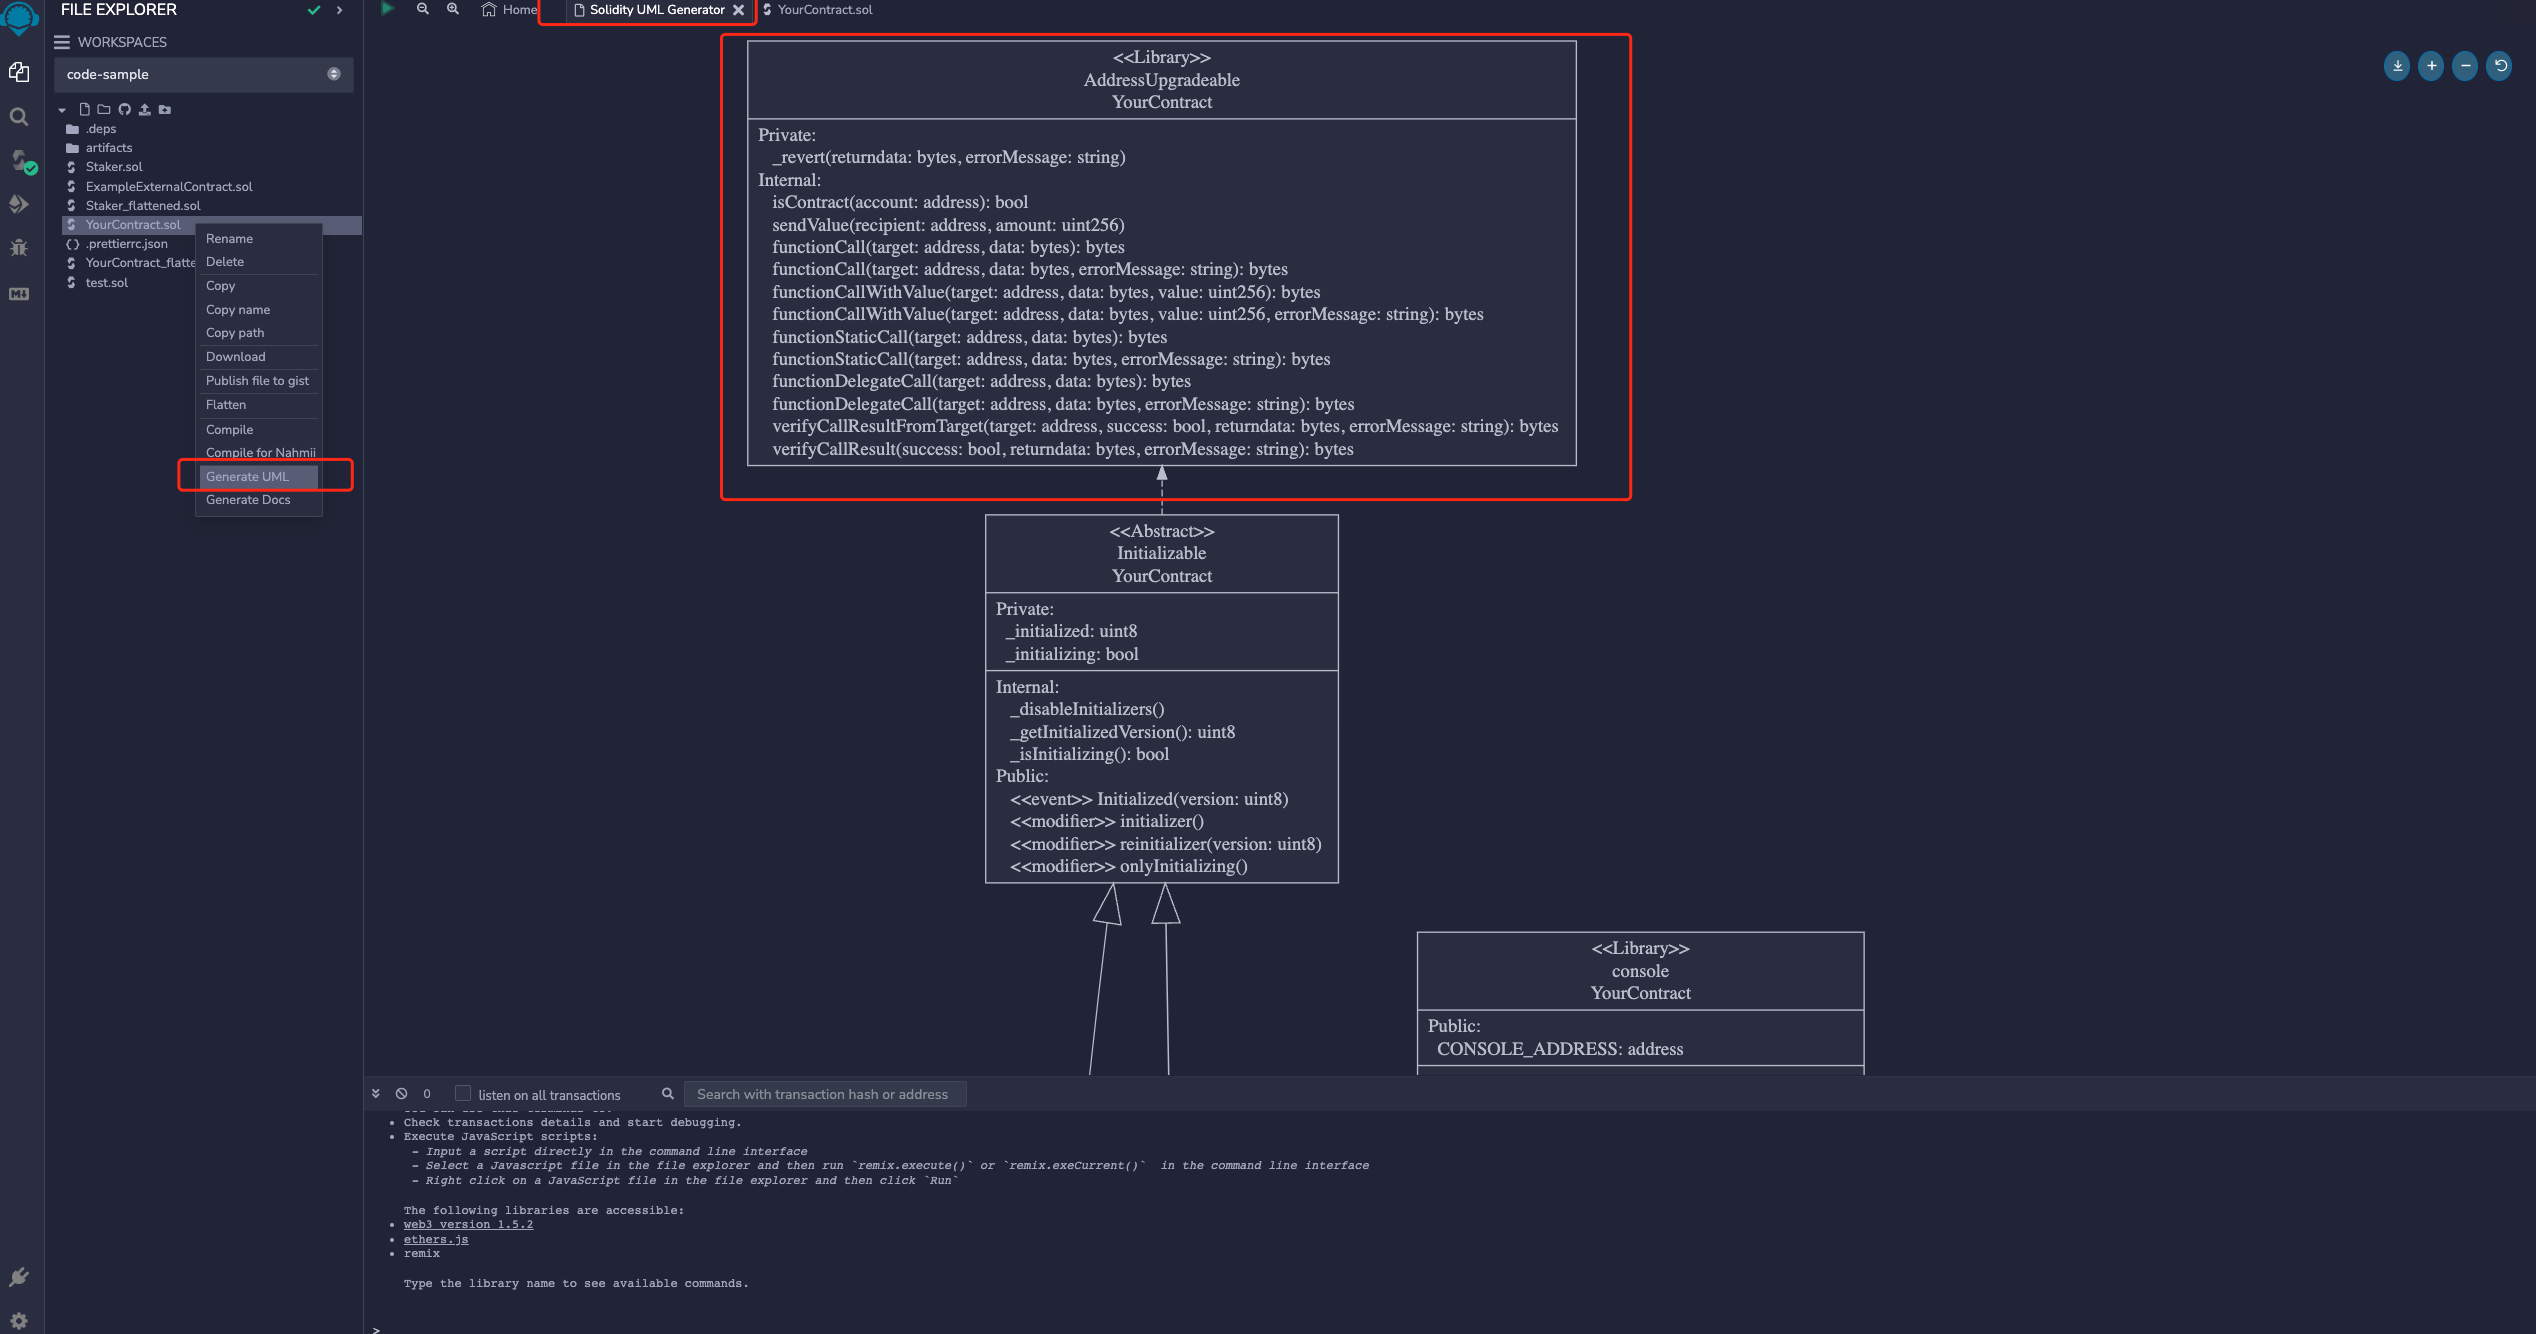 FILE EXPLORER
WORKSPACES
code-sample
.deps
artifacts
Staker.sol
ExampleExternalContract.sol
Staker_flattened.sol
YourContract.sol
.prettierrc.json
YourContract_flatte
test.sol
Rename
Delete
Copy
Copy name
Copy path
Download
Publish file to gist
Flatten
Compile
Compile for Nahmii
Generate UML
Generate Docs
Home
Solidity UML Generator
YourContract.sol
<<Library>>
AddressUpgradeable
YourContract
Private:
_revert(returndata: bytes, errorMessage: string)
Internal:
isContract(account: address): bool
sendValue(recipient: address, amount: uint256)
functionCall(target: address, data: bytes): bytes
functionCall(target: address, data: bytes, errorMessage: string): bytes
functionCallWithValue(target: address, data: bytes, value: uint256): bytes
functionCallWithValue(target: address, data: bytes, value: uint256, errorMessage: string): bytes
functionStaticCall(target: address, data: bytes): bytes
functionStaticCall(target: address, data: bytes, errorMessage: string): bytes
functionDelegateCall(target: address, data: bytes): bytes
functionDelegateCall(target: address, data: bytes, errorMessage: string): bytes
verifyCallResultFromTarget(target: address, success: bool, returndata: bytes, errorMessage: string): bytes
verifyCallResult(success: bool, returndata: bytes, errorMessage: string): bytes
<<Abstract>>
Initializable
YourContract
Private:
_initialized: uint8
_initializing: bool
Internal:
_disableInitializers()
_getInitializedVersion(): uint8
_isInitializing(): bool
Public:
<<event>> Initialized(version: uint8)
<<modifier>> initializer()
<<modifier>> reinitializer(version: uint8)
<<modifier>> onlyInitializing()
<<Library>>
console
YourContract
Public:
CONSOLE_ADDRESS: address
0
listen on all transactions
Search with transaction hash or address
• Check transactions details and start debugging.
• Execute JavaScript scripts:
- Input a script directly in the command line interface
- Select a Javascript file in the file explorer and then run `remix.execute()` or `remix.exeCurrent()` in the command line interface
- Right click on a JavaScript file in the file explorer and then click `Run`
The following libraries are accessible:
• web3 version 1.5.2
• ethers.js
• remix
Type the library name to see available commands.
>